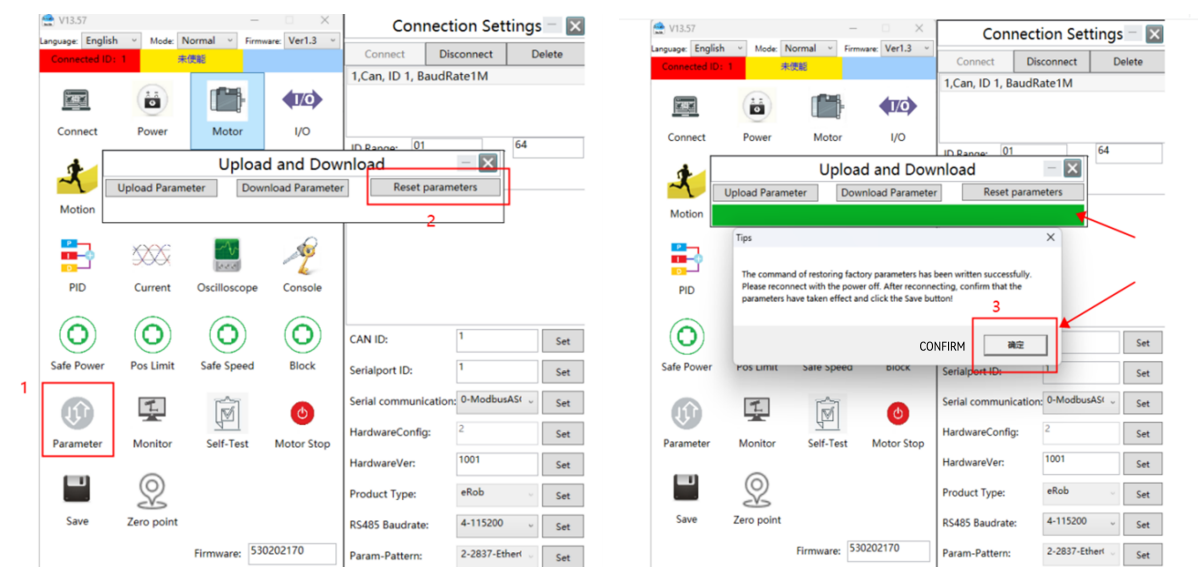 V13.57
Language: English Mode: Normal Firmware: Ver1.3
Connected ID: 1 未使能
Connect Power Motor I/O
Motion
PID Current Oscilloscope Console
Safe Power Pos Limit Safe Speed Block
1
Parameter Monitor Self-Test Motor Stop
Save Zero point
Firmware: 530202170
Connection Settings
Connect Disconnect Delete
1,Can, ID 1, BaudRate1M
ID Range: 01 64
Upload and Download
Upload Parameter Download Parameter Reset parameters
2
CAN ID: 1 Set
Serialport ID: 1 Set
Serial communication: 0-ModbusAS Set
HardwareConfig: 2 Set
HardwareVer: 1001 Set
Product Type: eRob Set
RS485 Baudrate: 4-115200 Set
Param-Pattern: 2-2837-Ether Set
V13.57
Language: English Mode: Normal Firmware: Ver1.3
Connected ID: 1 未使能
Connect Power Motor I/O
Motion
PID
Safe Power Pos Limit Safe Speed Block
Parameter Monitor Self-Test Motor Stop
Save Zero point
Firmware: 530202170
Connection Settings
Connect Disconnect Delete
1,Can, ID 1, BaudRate1M
ID Range: 01 64
Upload and Download
Upload Parameter Download Parameter Reset parameters
Tips
The command of restoring factory parameters has been written successfully.
Please reconnect with the power off. After reconnecting, confirm that the
parameters have taken effect and click the Save button!
3
CONFIRM 确定
Set
Serialport ID: 1 Set
Serial communication: 0-ModbusAS Set
HardwareConfig: 2 Set
HardwareVer: 1001 Set
Product Type: eRob Set
RS485 Baudrate: 4-115200 Set
Param-Pattern: 2-2837-Ether Set